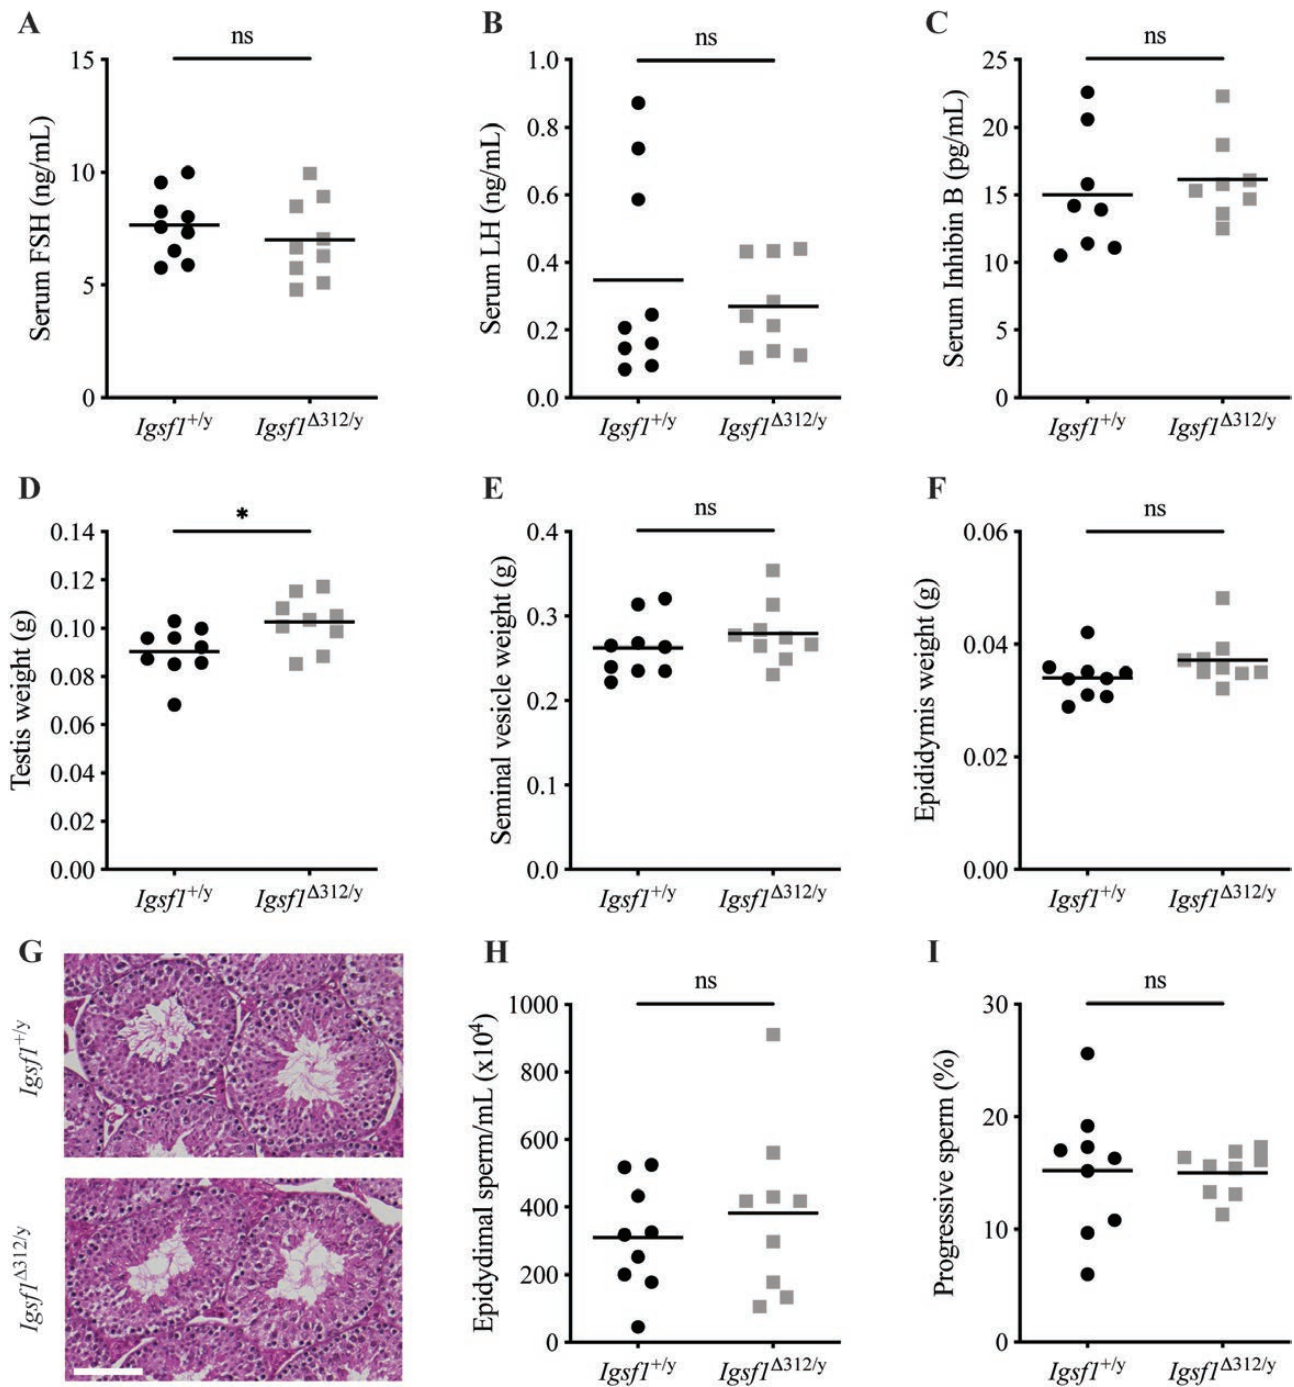 A
ns
Serum FSH (ng/mL)
15
10
5
0
Igsf1+/y
Igsf1Δ312/y
B
ns
Serum LH (ng/mL)
1.0
0.8
0.6
0.4
0.2
0.0
Igsf1+/y
Igsf1Δ312/y
C
ns
Serum Inhibin B (pg/mL)
25
20
15
10
5
0
Igsf1+/y
Igsf1Δ312/y
D
*
Testis weight (g)
0.14
0.12
0.10
0.08
0.06
0.04
0.02
0.00
Igsf1+/y
Igsf1Δ312/y
E
ns
Seminal vesicle weight (g)
0.4
0.3
0.2
0.1
0.0
Igsf1+/y
Igsf1Δ312/y
F
ns
Epididymis weight (g)
0.06
0.04
0.02
0.00
Igsf1+/y
Igsf1Δ312/y
G
Igsf1+/y
Igsf1Δ312/y
H
ns
Epidydimal sperm/mL (x10⁴)
1000
800
600
400
200
0
Igsf1+/y
Igsf1Δ312/y
I
ns
Progressive sperm (%)
30
20
10
0
Igsf1+/y
Igsf1Δ312/y